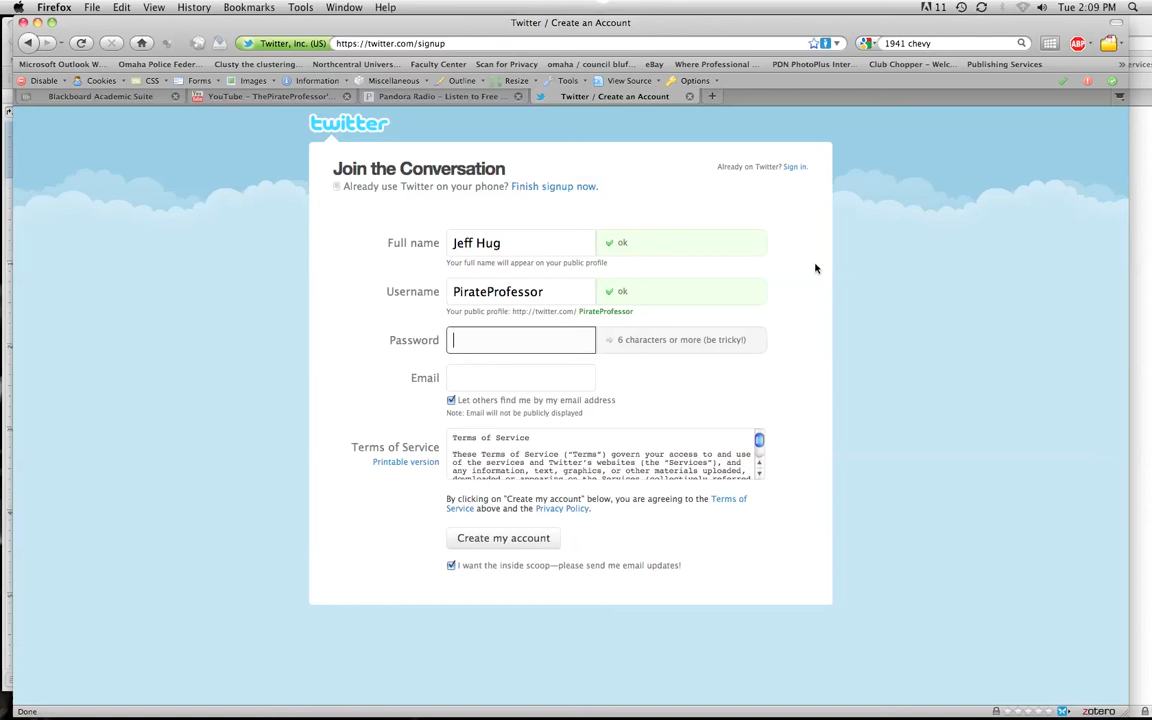 Firefox File Edit View History Bookmarks Tools Window Help 11 Tue 2:09 PM
Twitter / Create an Account
Twitter, Inc. (US) https://twitter.com/signup 1941 chevy ABP
Microsoft Outlook W... Omaha Police Feder... Clusty the clustering... Northcentral Univer... Faculty Center Scan for Privacy omaha / council bluf... eBay Where Professional ... PDN PhotoPlus Inter... Club Chopper - Welc... Publishing Services »
Disable Cookies CSS Forms Images Information Miscellaneous Outline Resize Tools View Source Options
Blackboard Academic Suite YouTube - ThePirateProfessor'... Pandora Radio - Listen to Free ... Twitter / Create an Account
twitter
Join the Conversation
Already on Twitter? Sign in.
Already use Twitter on your phone? Finish signup now.
Full name Jeff Hug ok
Your full name will appear on your public profile
Username PirateProfessor ok
Your public profile: http://twitter.com/ PirateProfessor
Password 6 characters or more (be tricky!)
Email
Let others find me by my email address
Note: Email will not be publicly displayed
Terms of Service
Printable version
Terms of Service
These Terms of Service ("Terms") govern your access to and use
of the services and Twitter's websites (the "Services"), and
any information, text, graphics, or other materials uploaded,
downloaded or appearing on the Services (collectively referred
By clicking on "Create my account" below, you are agreeing to the Terms of
Service above and the Privacy Policy.
Create my account
I want the inside scoop—please send me email updates!
Done zotero